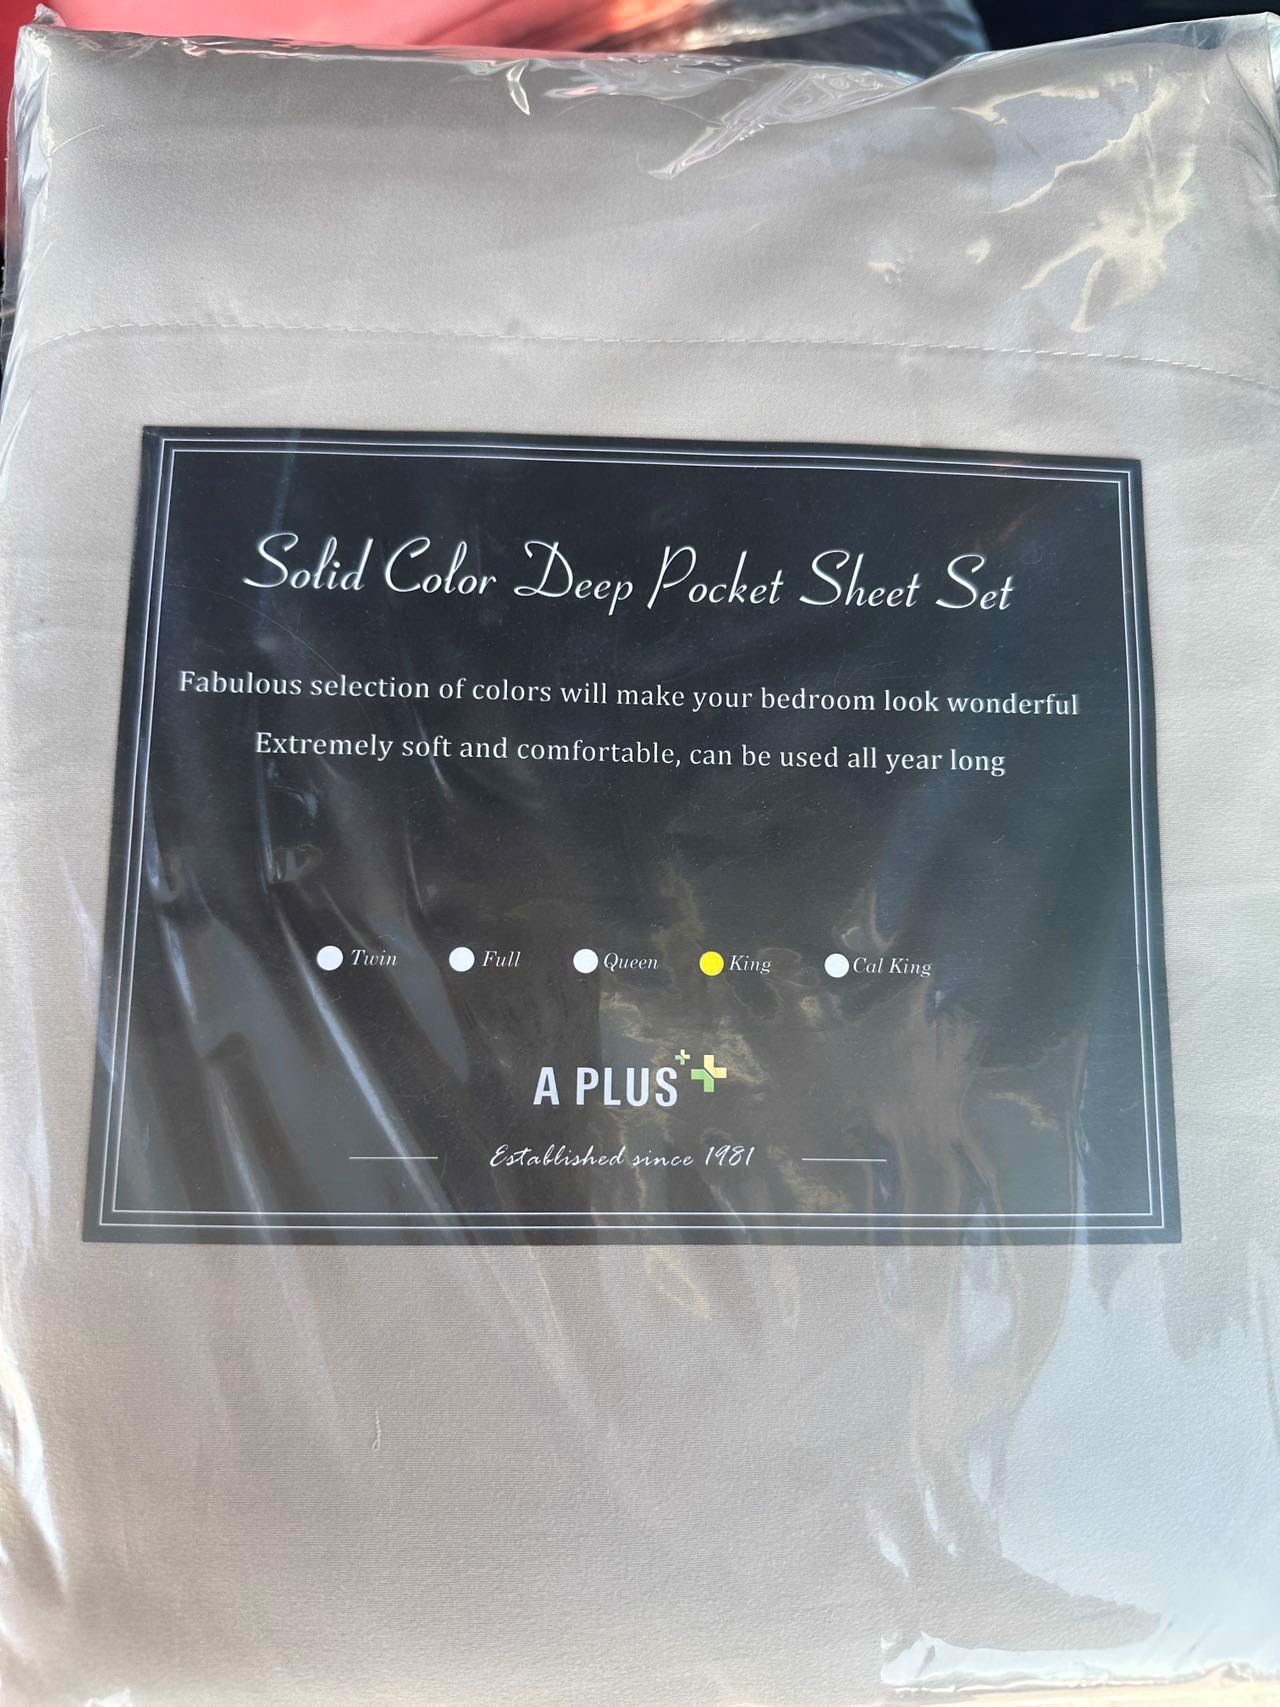 Solid Color Deep Pocket Sheet Set
Fabulous selection of colors will make your bedroom look wonderful
Extremely soft and comfortable, can be used all year long
Twin Full Queen King Cal King
A PLUS
Established since 1981